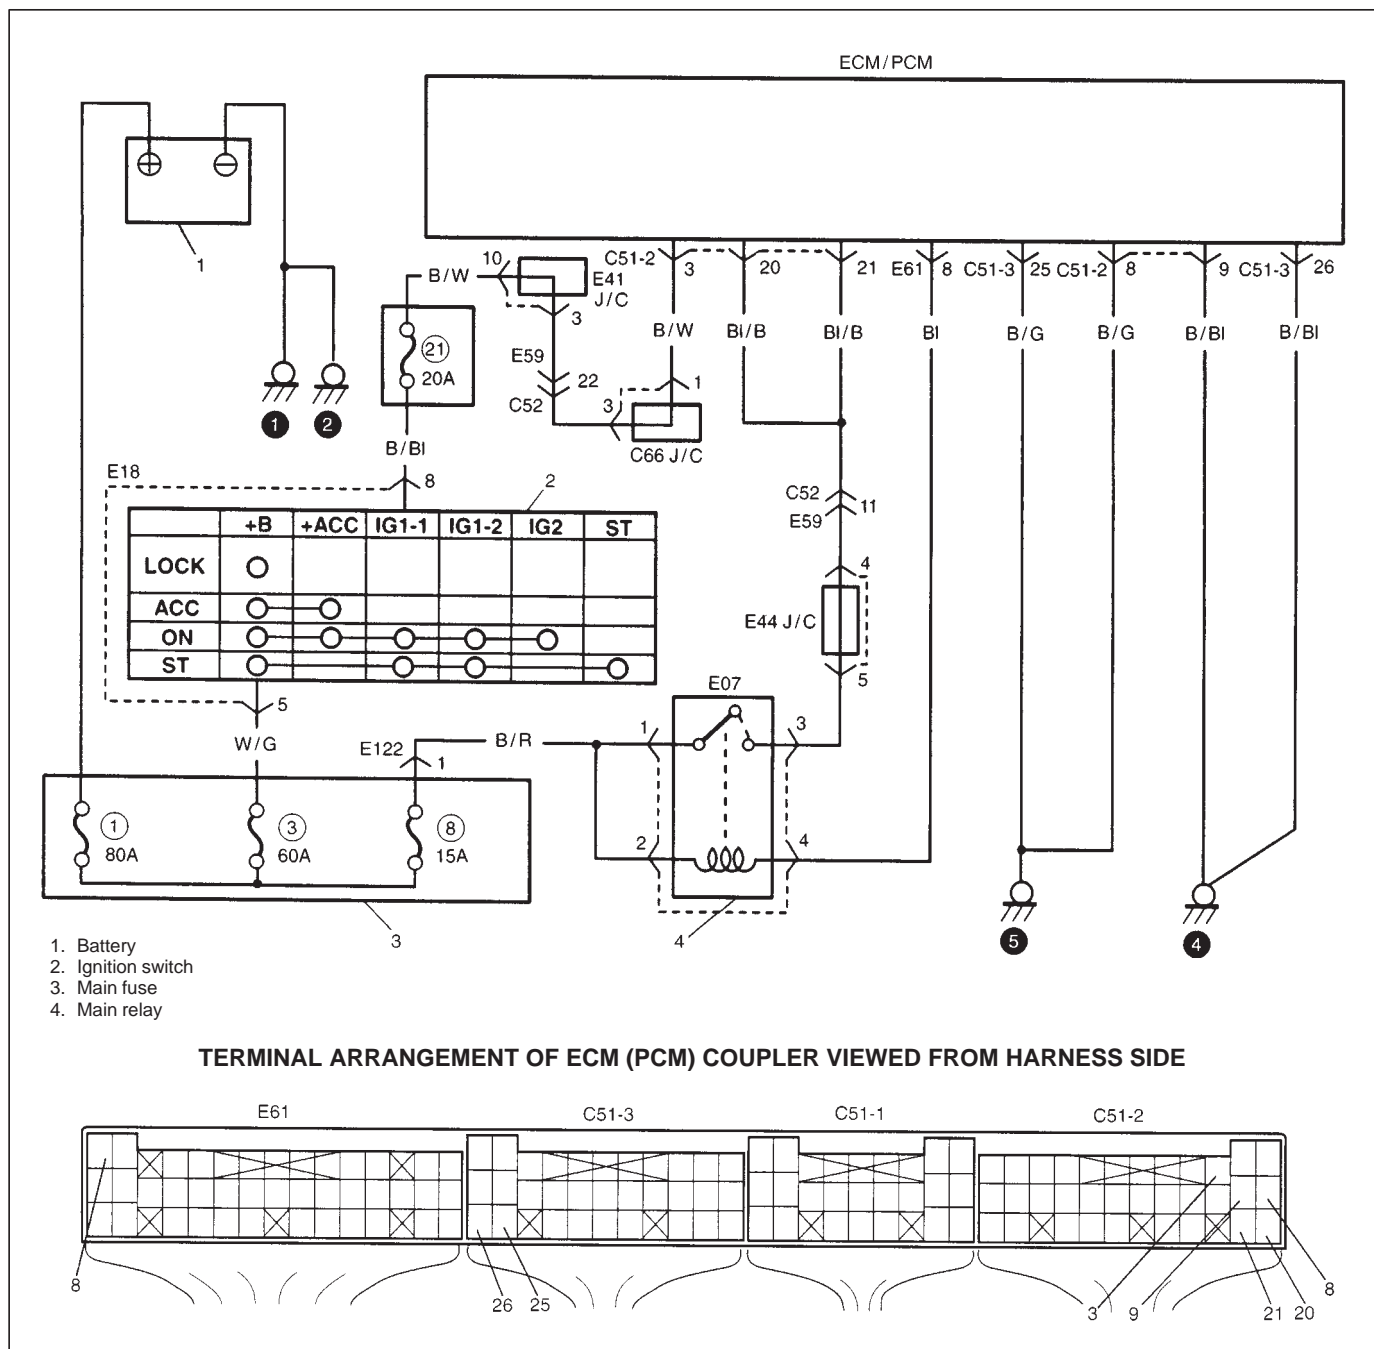 ECM/PCM
1
10
B/W
E41
J/C
3
C51-2
3
20
21
E61
8
C51-3
25
C51-2
8
9
C51-3
26
B/W
Bl/B
Bl/B
Bl
B/G
B/G
B/Bl
B/Bl
21
20A
E59
22
C52
1
3
C66 J/C
1
2
B/Bl
E18
8
2
C52
11
E59
+B +ACC IG1-1 IG1-2 IG2 ST
LOCK
ACC
ON
ST
4
E44 J/C
5
5
W/G
E07
E122
1
B/R
1
3
1
80A
3
60A
8
15A
2
4
3
4
5
4
1. Battery
2. Ignition switch
3. Main fuse
4. Main relay
TERMINAL ARRANGEMENT OF ECM (PCM) COUPLER VIEWED FROM HARNESS SIDE
E61
C51-3
C51-1
C51-2
8
26
25
3
9
21
20
8